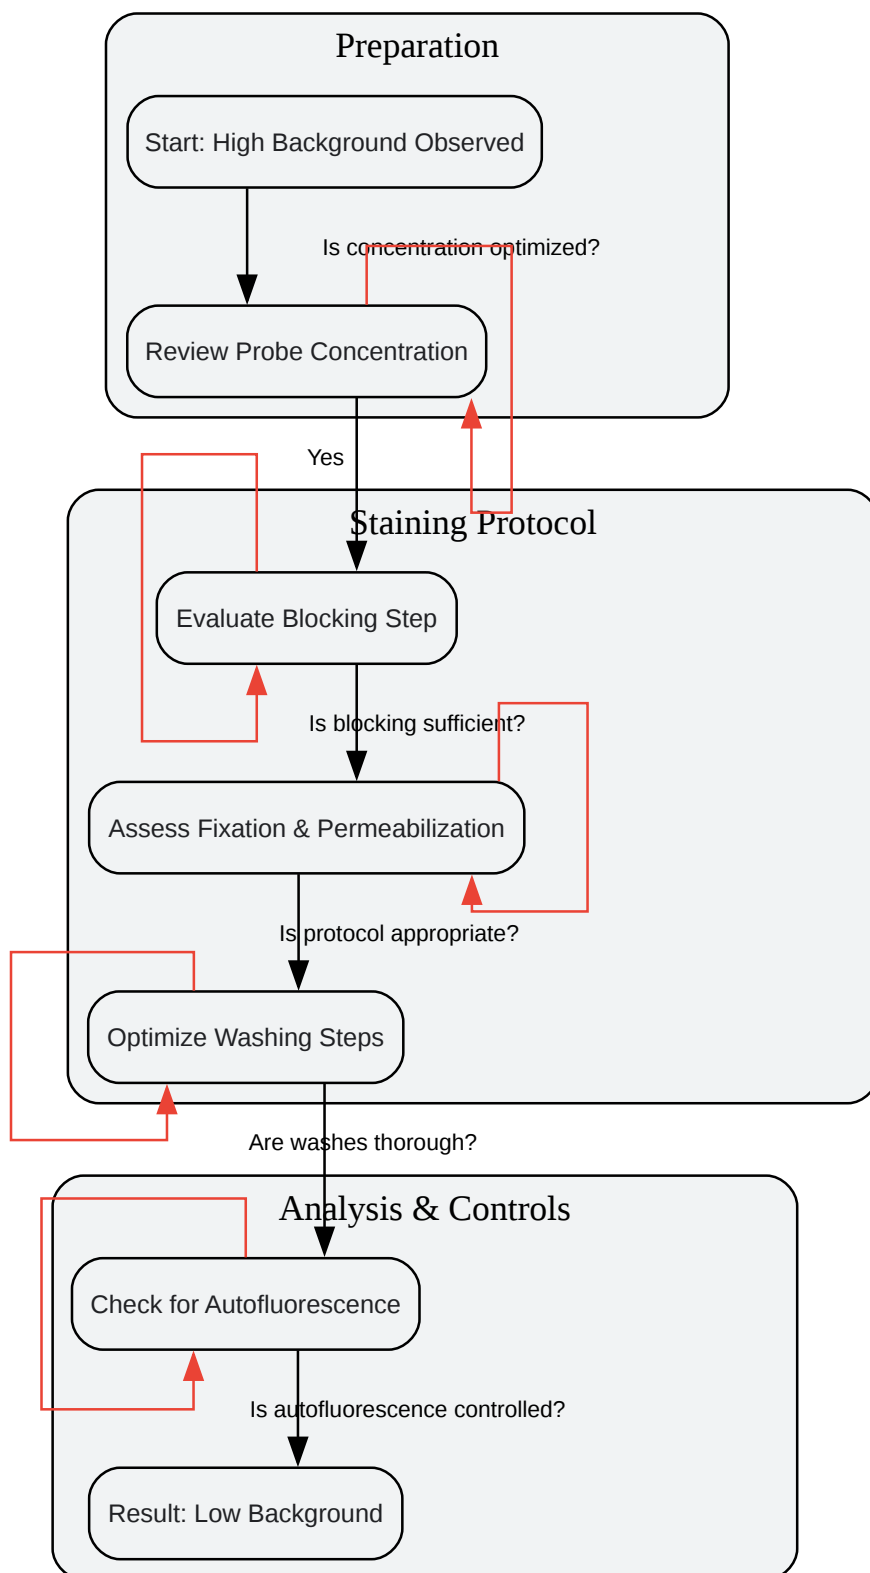 Preparation
Start: High Background Observed
Is concentration optimized?
Review Probe Concentration
Yes
Staining Protocol
Evaluate Blocking Step
Is blocking sufficient?
Assess Fixation & Permeabilization
Is protocol appropriate?
Optimize Washing Steps
Are washes thorough?
Analysis & Controls
Check for Autofluorescence
Is autofluorescence controlled?
Result: Low Background